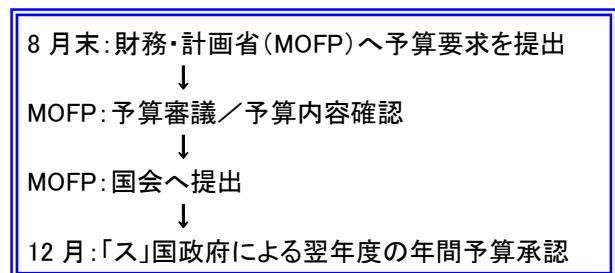 8 月末：財務・計画省（MOFP）へ予算要求を提出
↓
MOFP：予算審議／予算内容確認
↓
MOFP：国会へ提出
↓
12 月：「ス」国政府による翌年度の年間予算承認